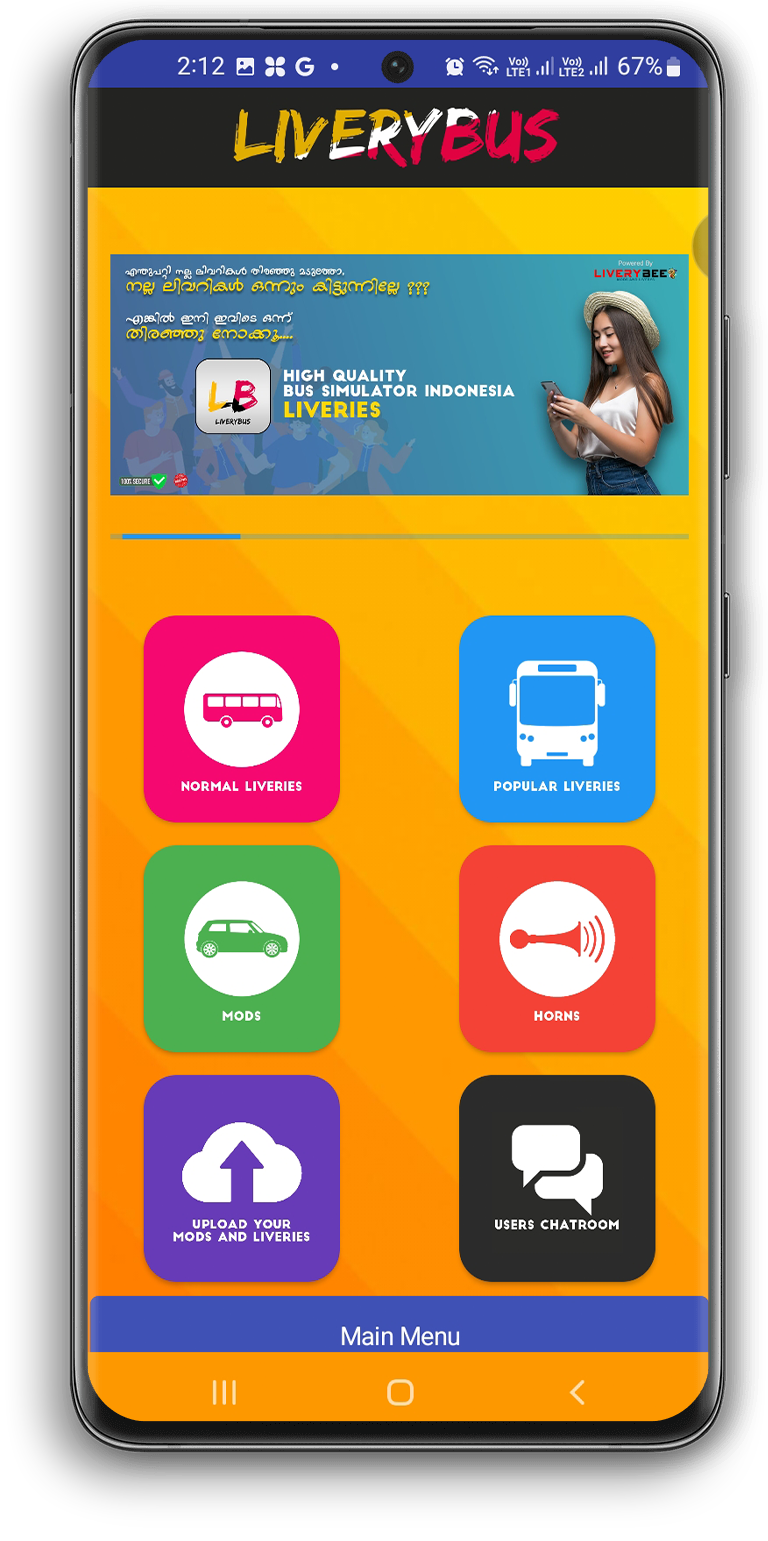 2:12
Vo)) LTE1
Vo)) LTE2
67%
LIVERYBUS
Powered By
LIVERYBEE
എന്തുപറ്റി നല്ല ലിവറികൾ തിരഞ്ഞു മടുത്തോ,
നല്ല ലിവറികൾ ഒന്നും കിട്ടുന്നില്ലേ ???
എങ്കിൽ ഇനി ഇവിടെ ഒന്ന്
തിരഞ്ഞു നോക്കൂ....
LB
LIVERYBUS
HIGH QUALITY
BUS SIMULATOR INDONESIA
LIVERIES
100% SECURE
NORMAL LIVERIES
POPULAR LIVERIES
MODS
HORNS
UPLOAD YOUR
MODS AND LIVERIES
USERS CHATROOM
Main Menu